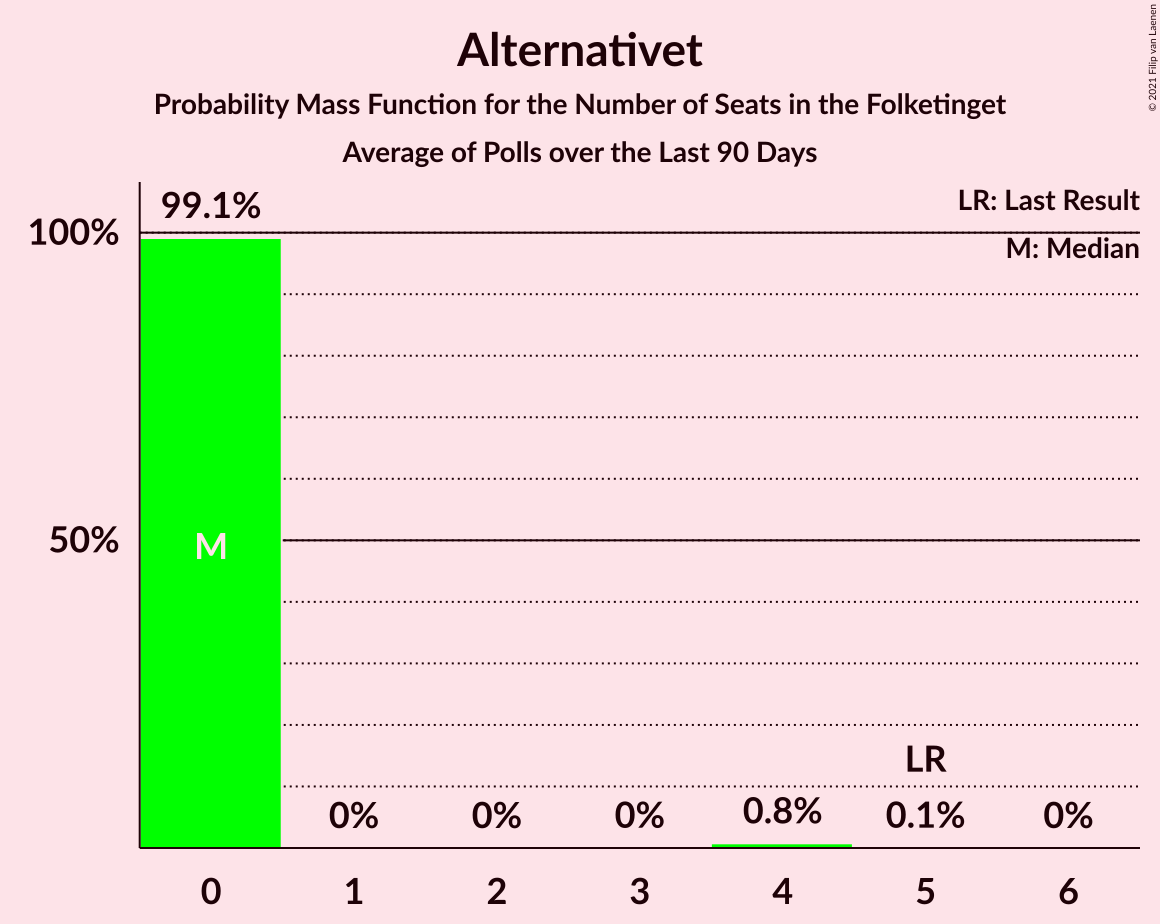 Alternativet
Probability Mass Function for the Number of Seats in the Folketinget
Average of Polls over the Last 90 Days
© 2021 Filip van Laenen
LR: Last Result
M: Median
99.1%
100%
50%
M
LR
0% 0% 0% 0.8% 0.1% 0%
0 1 2 3 4 5 6